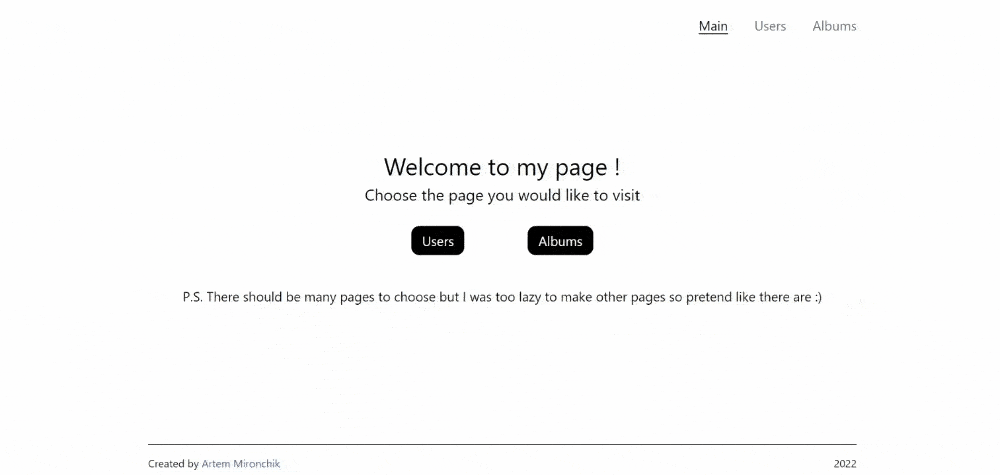 Main Users Albums
Welcome to my page !
Choose the page you would like to visit
Users Albums
P.S. There should be many pages to choose but I was too lazy to make other pages so pretend like there are :)
Created by Artem Mironchik 2022